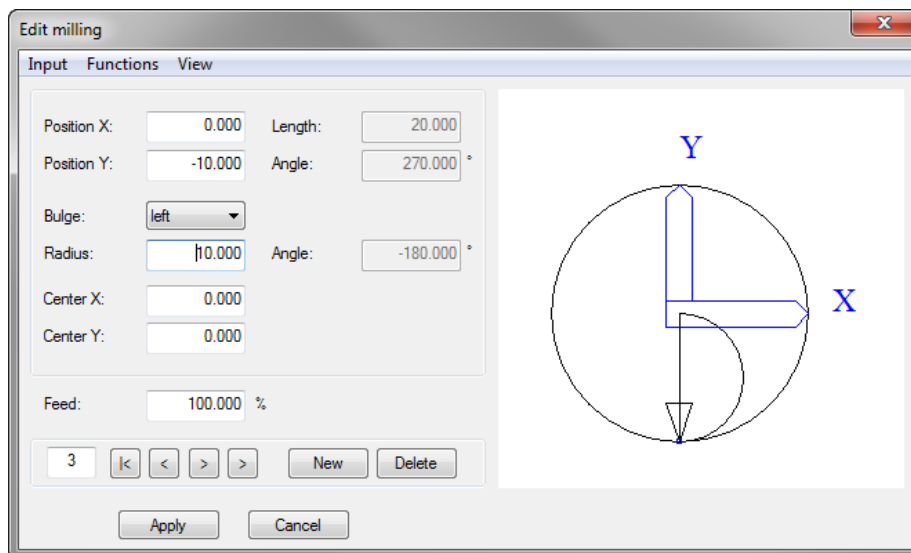 Edit milling
Input Functions View
Position X: 0.000 Length: 20.000
Position Y: -10.000 Angle: 270.000 °
Bulge: left
Radius: 10.000 Angle: -180.000 °
Center X: 0.000
Center Y: 0.000
Feed: 100.000 %
3 |< < > > New Delete
Apply Cancel
Y
X